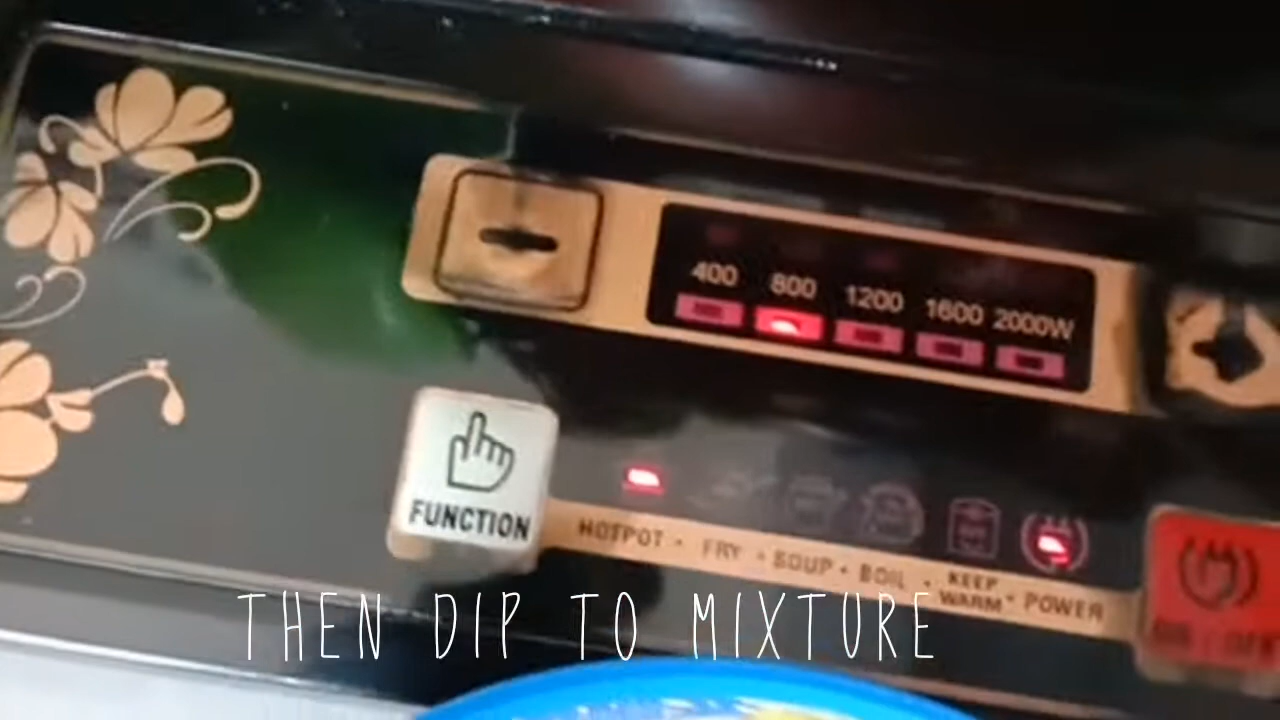 400 800 1200 1600 2000W
FUNCTION
HOTPOT • FRY • SOUP • BOIL • KEEP WARM • POWER
THEN DIP TO MIXTURE